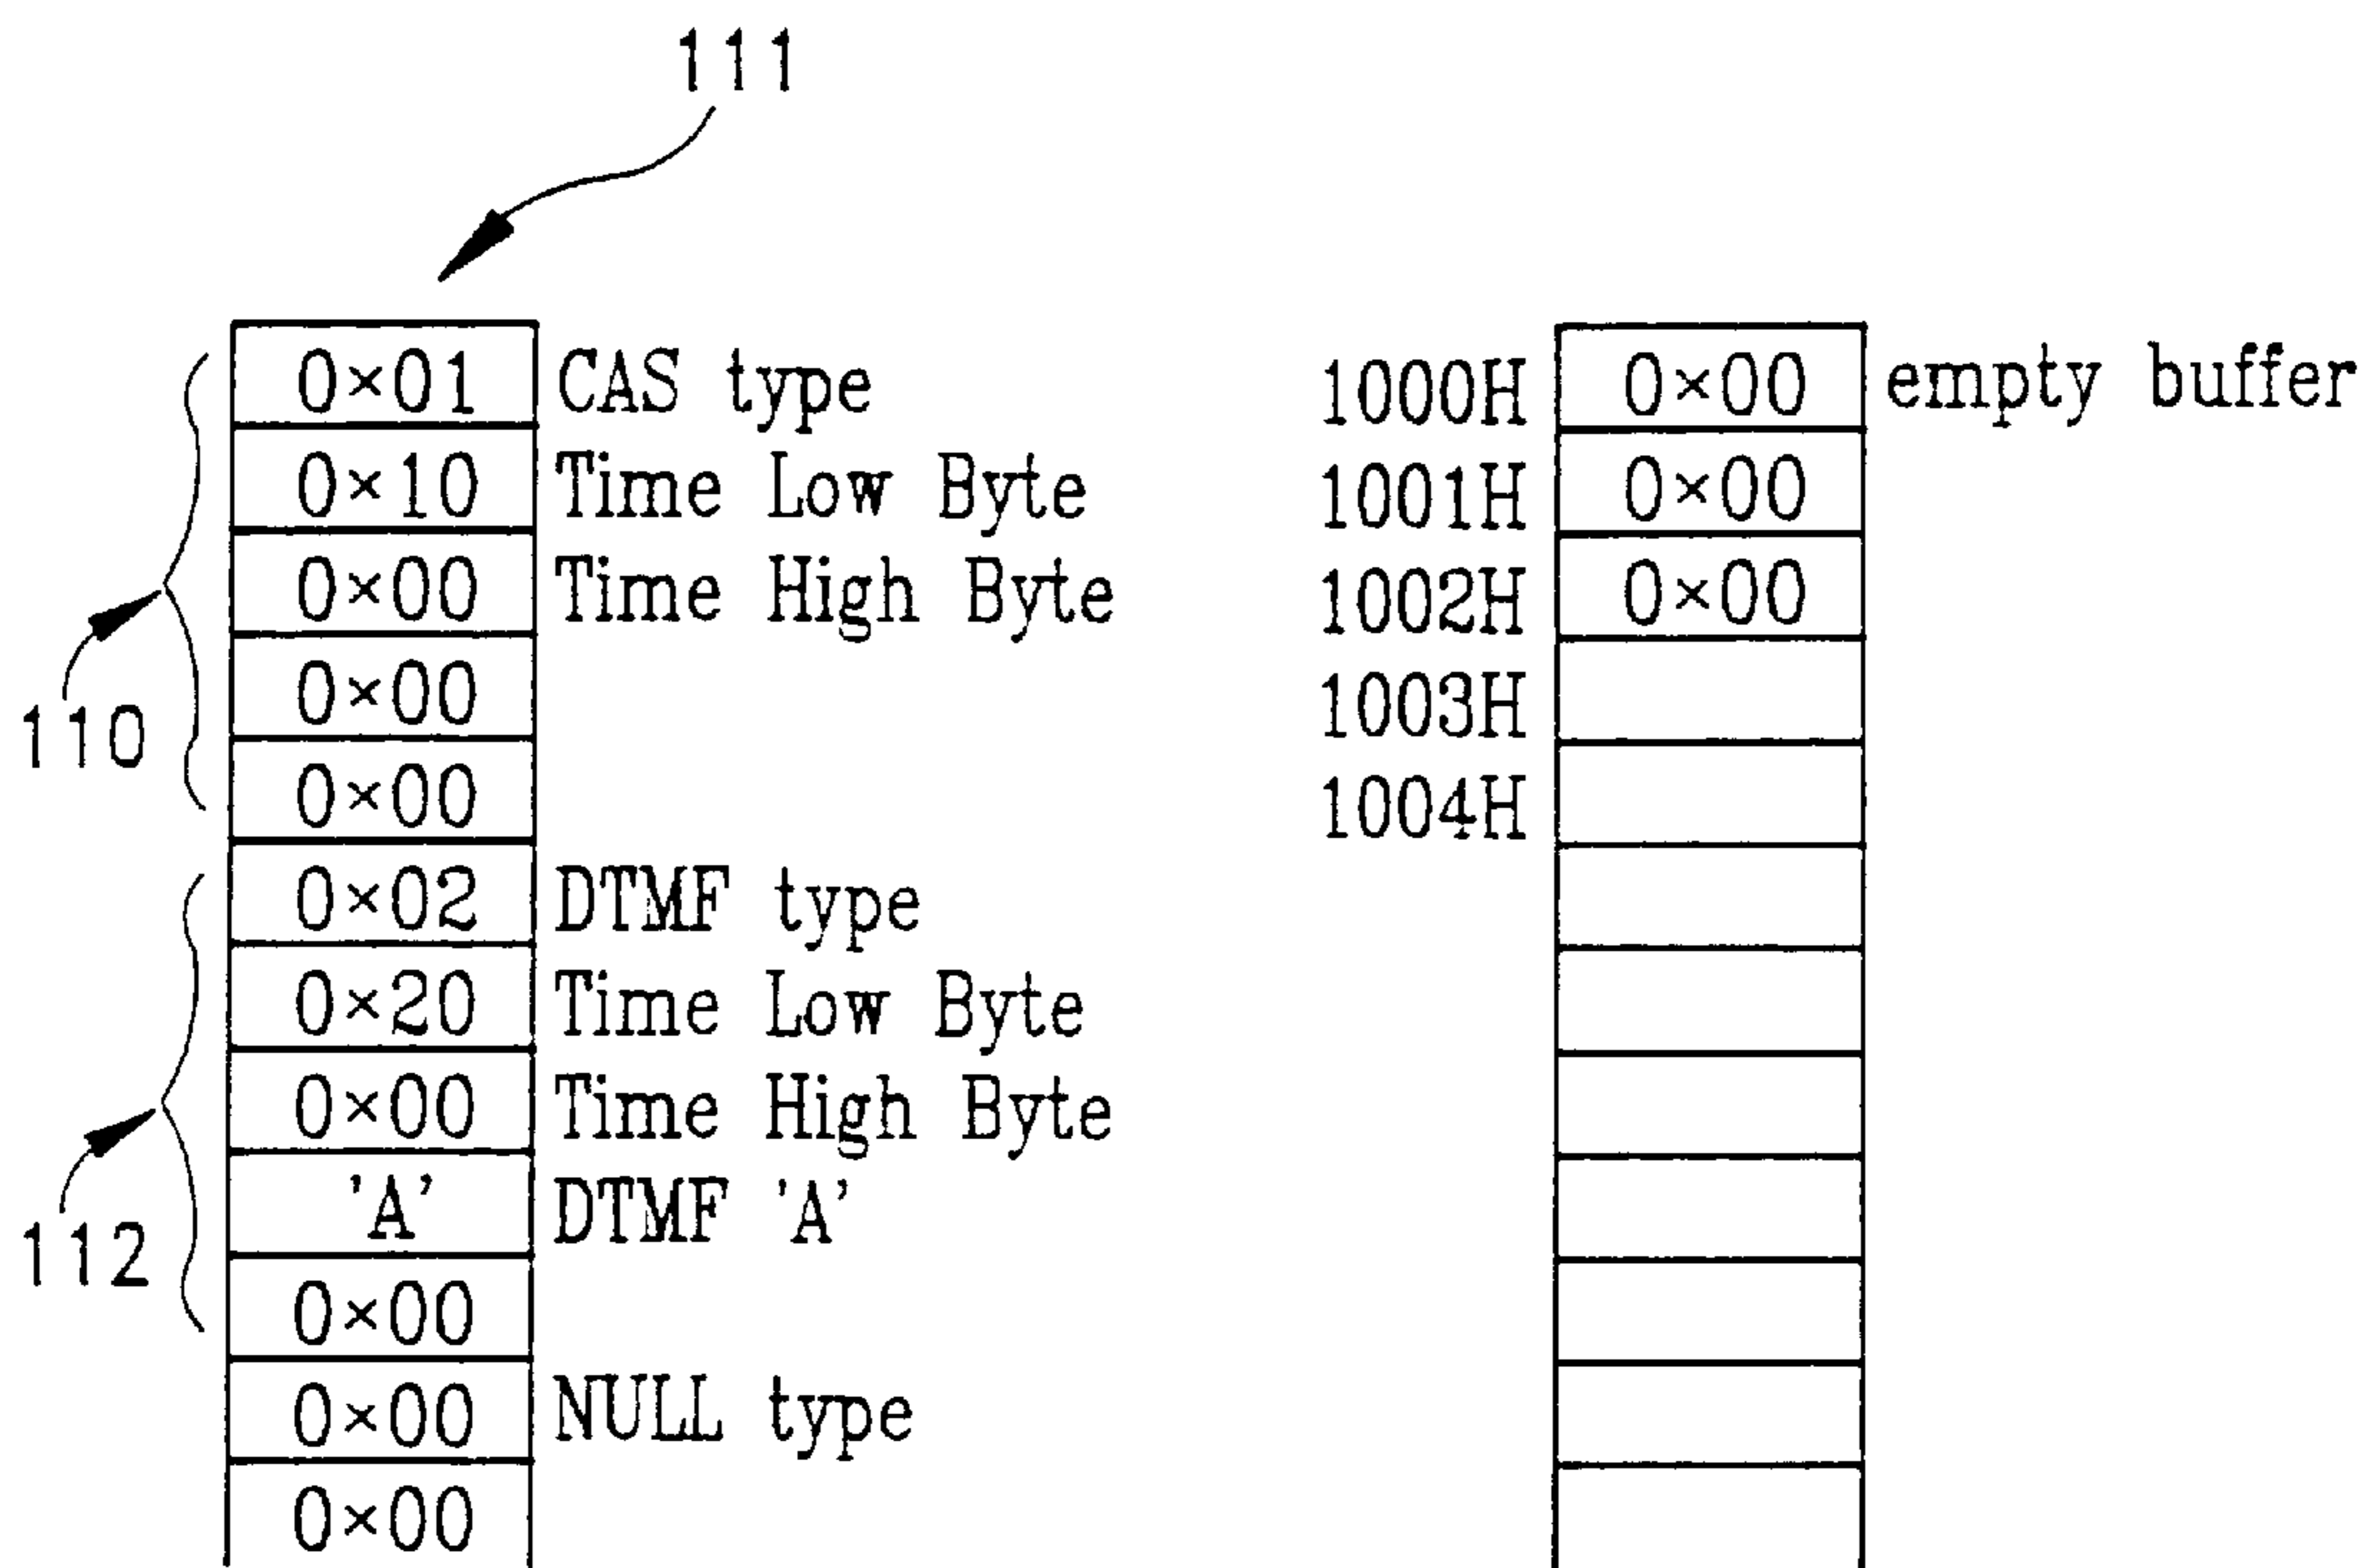 111
0×01 CAS type
0×10 Time Low Byte
0×00 Time High Byte
0×00
110
0×00
0×02 DTMF type
0×20 Time Low Byte
0×00 Time High Byte
'A' DTMF 'A'
112
0×00
0×00 NULL type
0×00
1000H 0×00 empty buffer
1001H 0×00
1002H 0×00
1003H
1004H